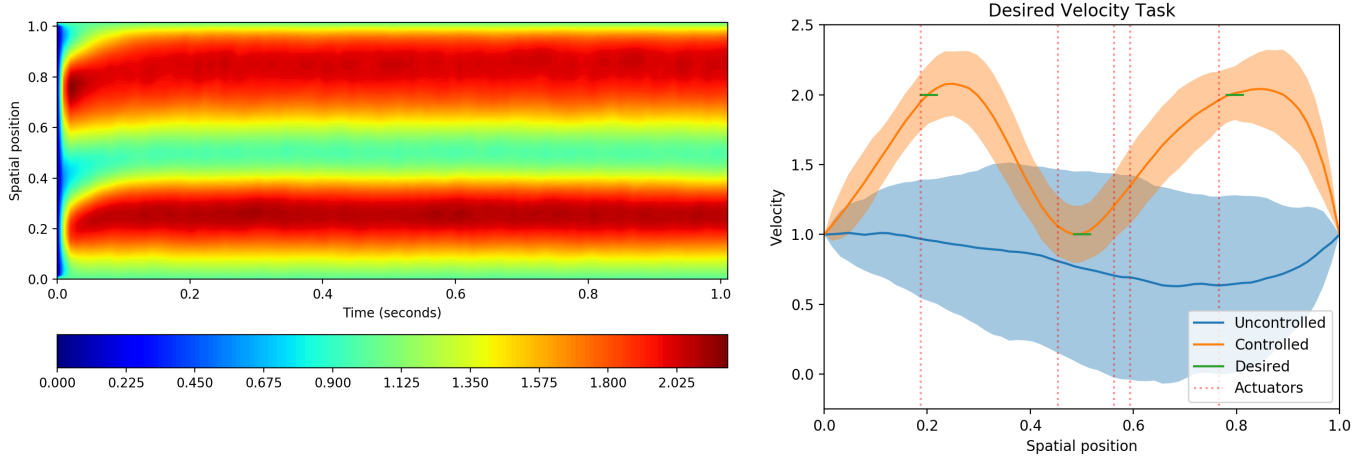 1.0
0.8
0.6
0.4
0.2
0.0
Spatial position
0.0 0.2 0.4 0.6 0.8 1.0
Time (seconds)
0.000 0.225 0.450 0.675 0.900 1.125 1.350 1.575 1.800 2.025
Desired Velocity Task
2.5
2.0
1.5
1.0
0.5
0.0
Velocity
Uncontrolled
Controlled
Desired
Actuators
0.0 0.2 0.4 0.6 0.8 1.0
Spatial position